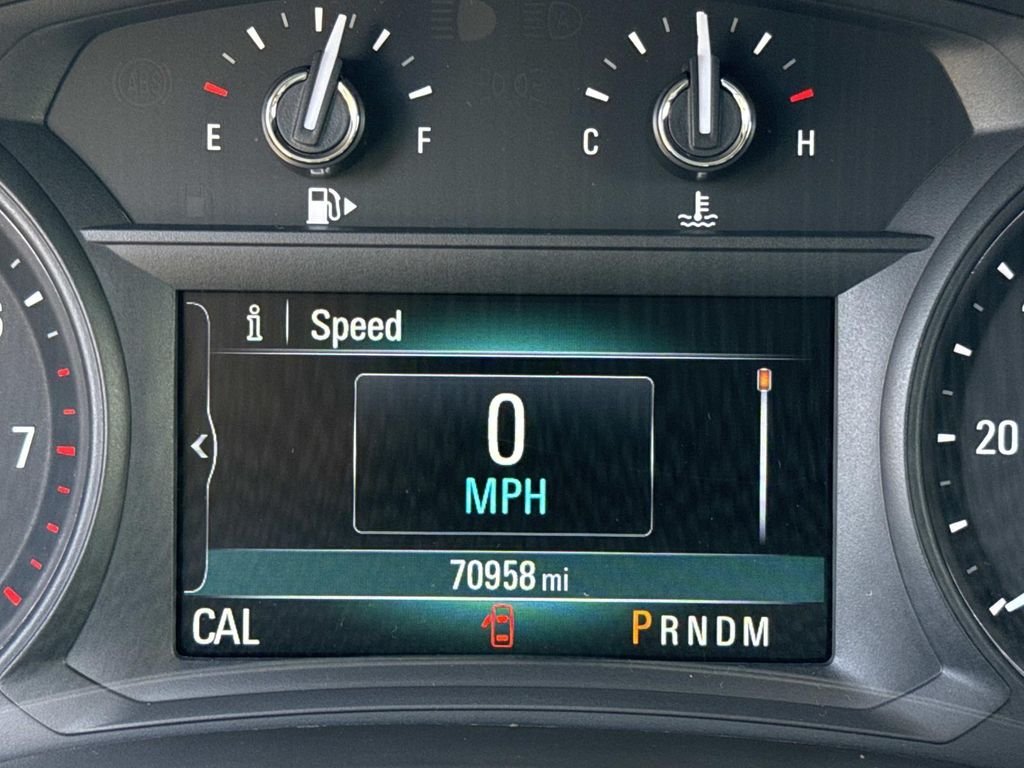 E F
C H
Speed
0
MPH
7
20
70958 mi
CAL
PRNDM